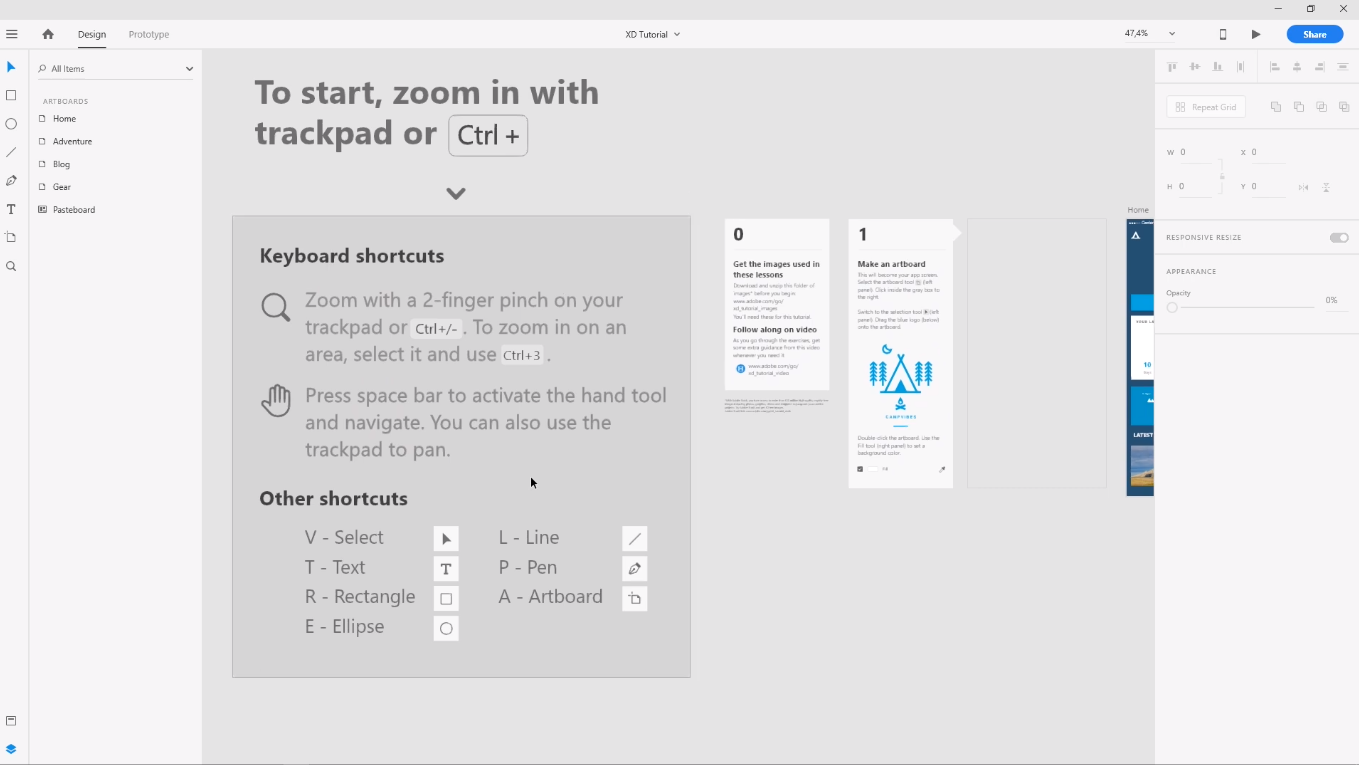 Design
Prototype
XD Tutorial
47,4%
Share
All Items
ARTBOARDS
Home
Adventure
Blog
Gear
Pasteboard
To start, zoom in with
trackpad or Ctrl +
Keyboard shortcuts
Zoom with a 2-finger pinch on your
trackpad or Ctrl+/- . To zoom in on an
area, select it and use Ctrl+3 .
Press space bar to activate the hand tool
and navigate. You can also use the
trackpad to pan.
Other shortcuts
V - Select
T - Text
R - Rectangle
E - Ellipse
L - Line
P - Pen
A - Artboard
0
Get the images used in
these lessons
Download and unzip this folder of
images* before you begin
www.adobe.com/go/
xd_tutorial_images
You'll need these for this tutorial.
Follow along on video
As you go through the exercises, get
some extra guidance from this video
whenever you need it.
www.adobe.com/go/
xd_tutorial_video
1
Make an artboard
This will become your app screen.
Select the artboard tool (left
panel). Click inside the gray box to
the right.
Switch to the selection tool (left
panel). Drag the blue logo (below)
onto the artboard.
CAMPVIBES
Double click the artboard. Use the
Fill tool (right panel) to set a
background color.
Fill
Home
10
LATEST
Repeat Grid
W 0
X 0
H 0
Y 0
RESPONSIVE RESIZE
APPEARANCE
Opacity
0%